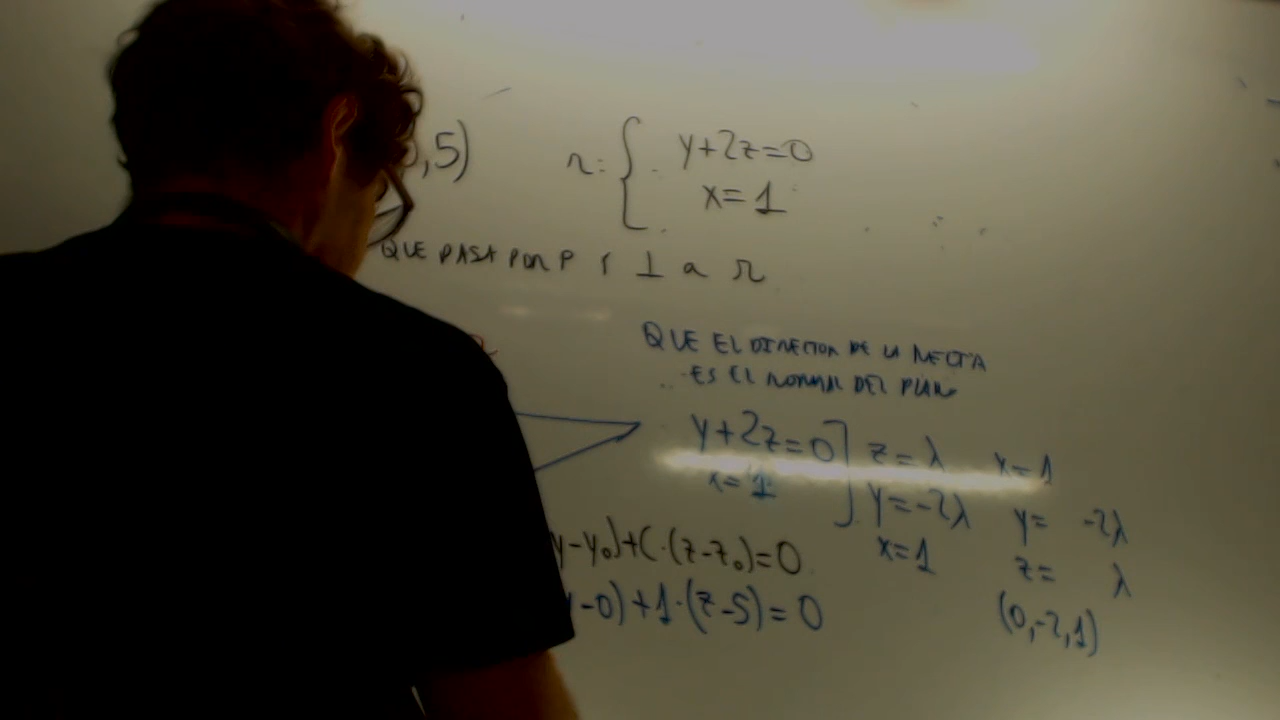 ,5)
r: { y+2z=0
x=1
QUE PASA POR P Y ⊥ a r
QUE EL DIRECTOR DE LA RECTA
ES EL NORMAL DEL PLANO
y+2z=0 ] z=λ x=1
x=1 y=-2λ y= -2λ
x=1 z= λ
y-y₀)+C·(z-z₀)=0
-0)+1·(z-5)=0 (0,-2,1)